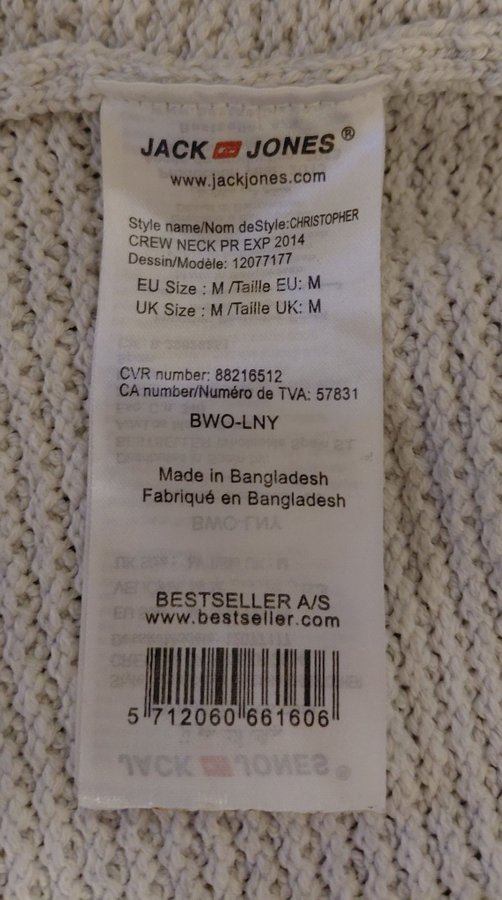 JACK JONES®
www.jackjones.com
Style name/Nom deStyle:CHRISTOPHER
CREW NECK PR EXP 2014
Dessin/Modèle: 12077177
EU Size : M /Taille EU: M
UK Size : M /Taille UK: M
CVR number: 88216512
CA number/Numéro de TVA: 57831
BWO-LNY
Made in Bangladesh
Fabriqué en Bangladesh
BESTSELLER A/S
www.bestseller.com
5 712060 661606